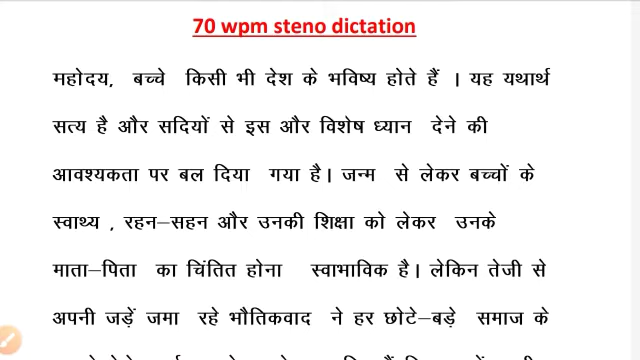 70 wpm steno dictation
महोदय, बच्चे किसी भी देश के भविष्य होते हैं । यह यथार्थ
सत्य है और सदियों से इस और विशेष ध्यान देने की
आवश्यकता पर बल दिया गया है। जन्म से लेकर बच्चों के
स्वाथ्य , रहन–सहन और उनकी शिक्षा को लेकर उनके
माता–पिता का चिंतित होना स्वाभाविक है। लेकिन तेजी से
अपनी जड़ें जमा रहे भौतिकवाद ने हर छोटे–बड़े समाज के